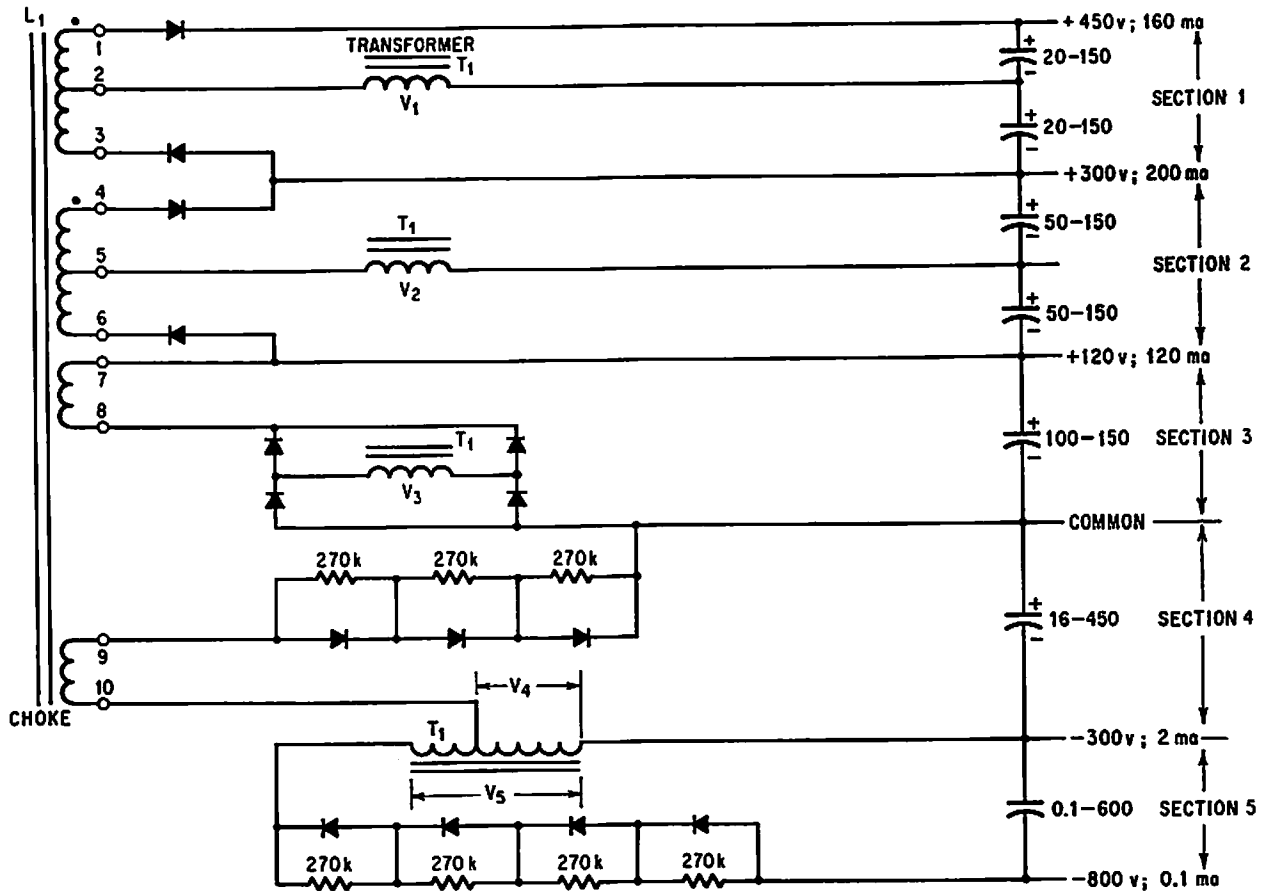 L1
1
+450v; 160 ma
TRANSFORMER
T1
+
20-150
-
2
V1
SECTION 1
+
20-150
-
3
+300v; 200 ma
4
+
50-150
-
T1
5
V2
SECTION 2
+
50-150
-
6
+120v; 120 ma
7
8
T1
+
100-150
-
SECTION 3
V3
COMMON
270k
270k
270k
+
16-450
-
SECTION 4
9
10
V4
CHOKE
T1
-300v; 2 ma
V5
0.1-600
SECTION 5
270k
270k
270k
270k
-800 v; 0.1 ma